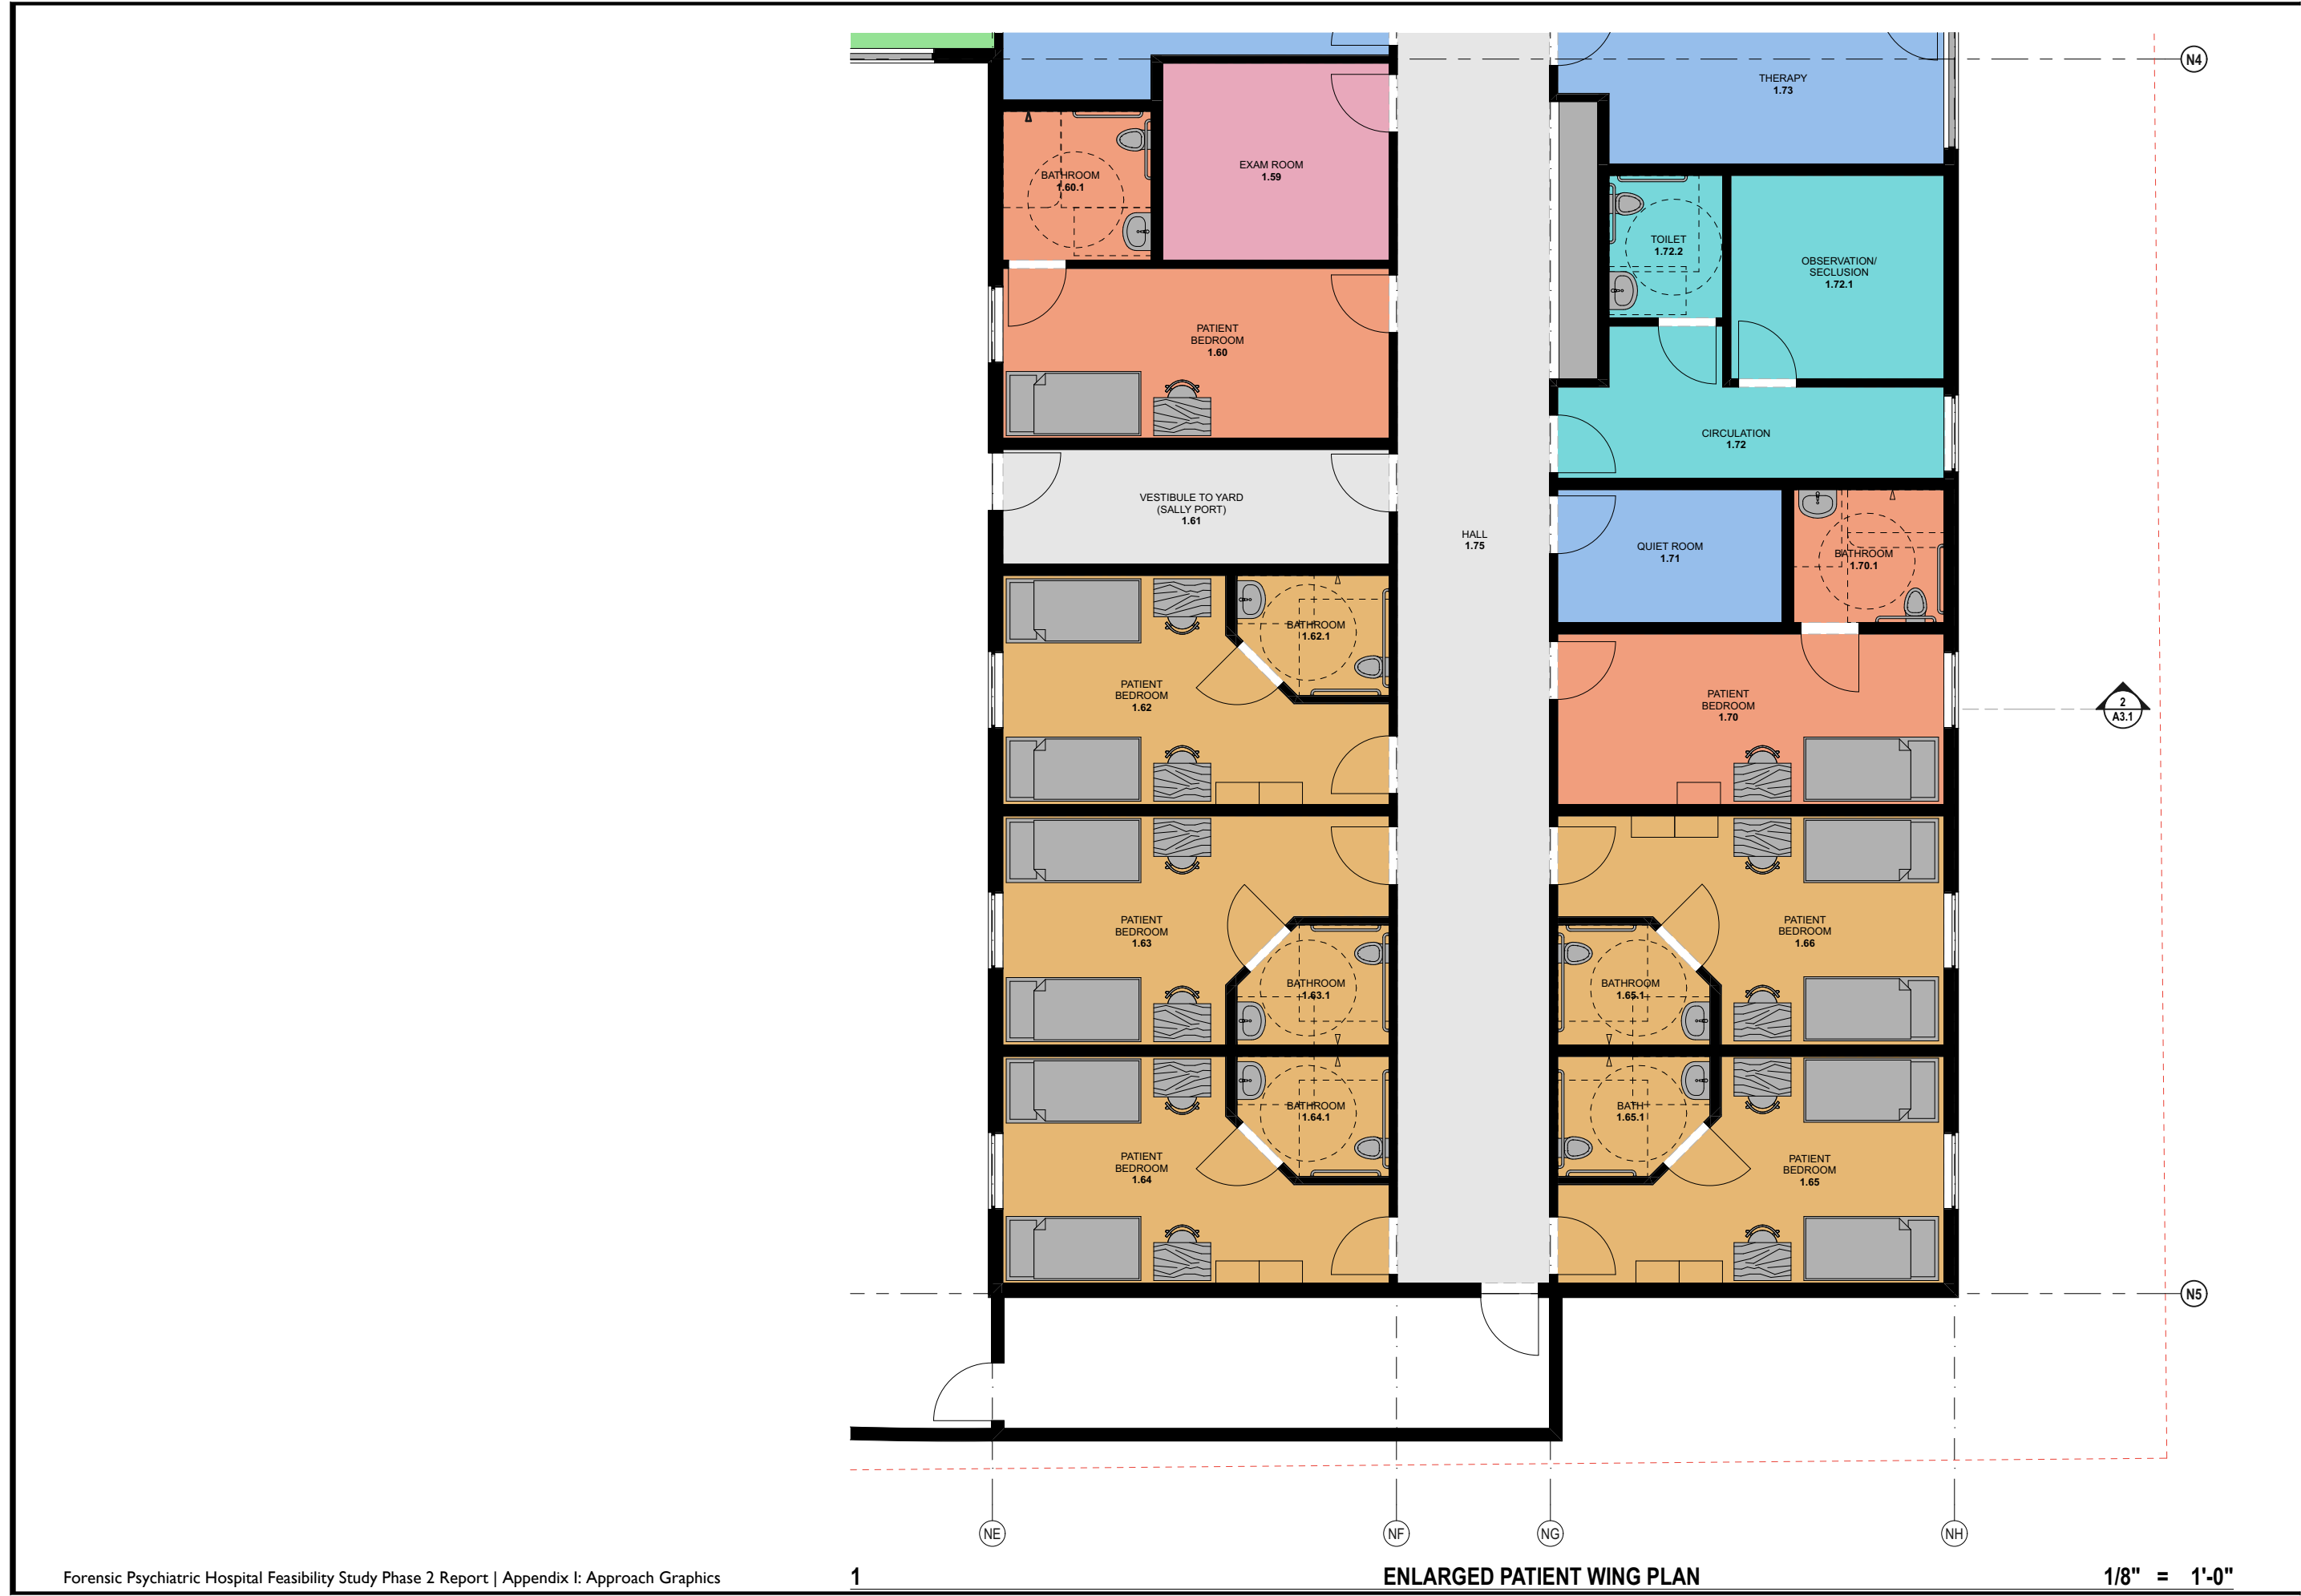 N4
THERAPY
1.73
EXAM ROOM
1.59
BATHROOM
1.60.1
TOILET
1.72.2
OBSERVATION/
SECLUSION
1.72.1
PATIENT
BEDROOM
1.60
CIRCULATION
1.72
VESTIBULE TO YARD
(SALLY PORT)
1.61
HALL
1.75
QUIET ROOM
1.71
BATHROOM
1.70.1
BATHROOM
1.62.1
PATIENT
BEDROOM
1.62
PATIENT
BEDROOM
1.70
2
A3.1
PATIENT
BEDROOM
1.63
PATIENT
BEDROOM
1.66
BATHROOM
1.63.1
BATHROOM
1.65.1
BATHROOM
1.64.1
BATH
1.65.1
PATIENT
BEDROOM
1.64
PATIENT
BEDROOM
1.65
N5
NE
NF
NG
NH
Forensic Psychiatric Hospital Feasibility Study Phase 2 Report | Appendix I: Approach Graphics
1
ENLARGED PATIENT WING PLAN
1/8" = 1'-0"